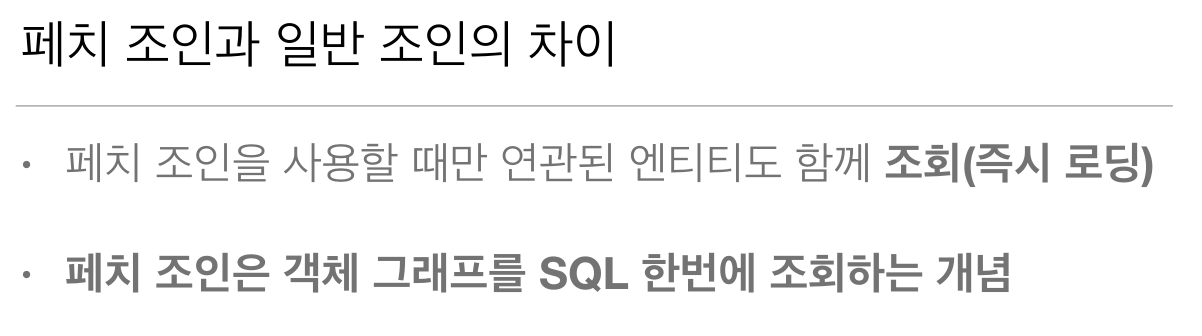 페치 조인과 일반 조인의 차이
• 페치 조인을 사용할 때만 연관된 엔티티도 함께 조회(즉시 로딩)
• 페치 조인은 객체 그래프를 SQL 한번에 조회하는 개념